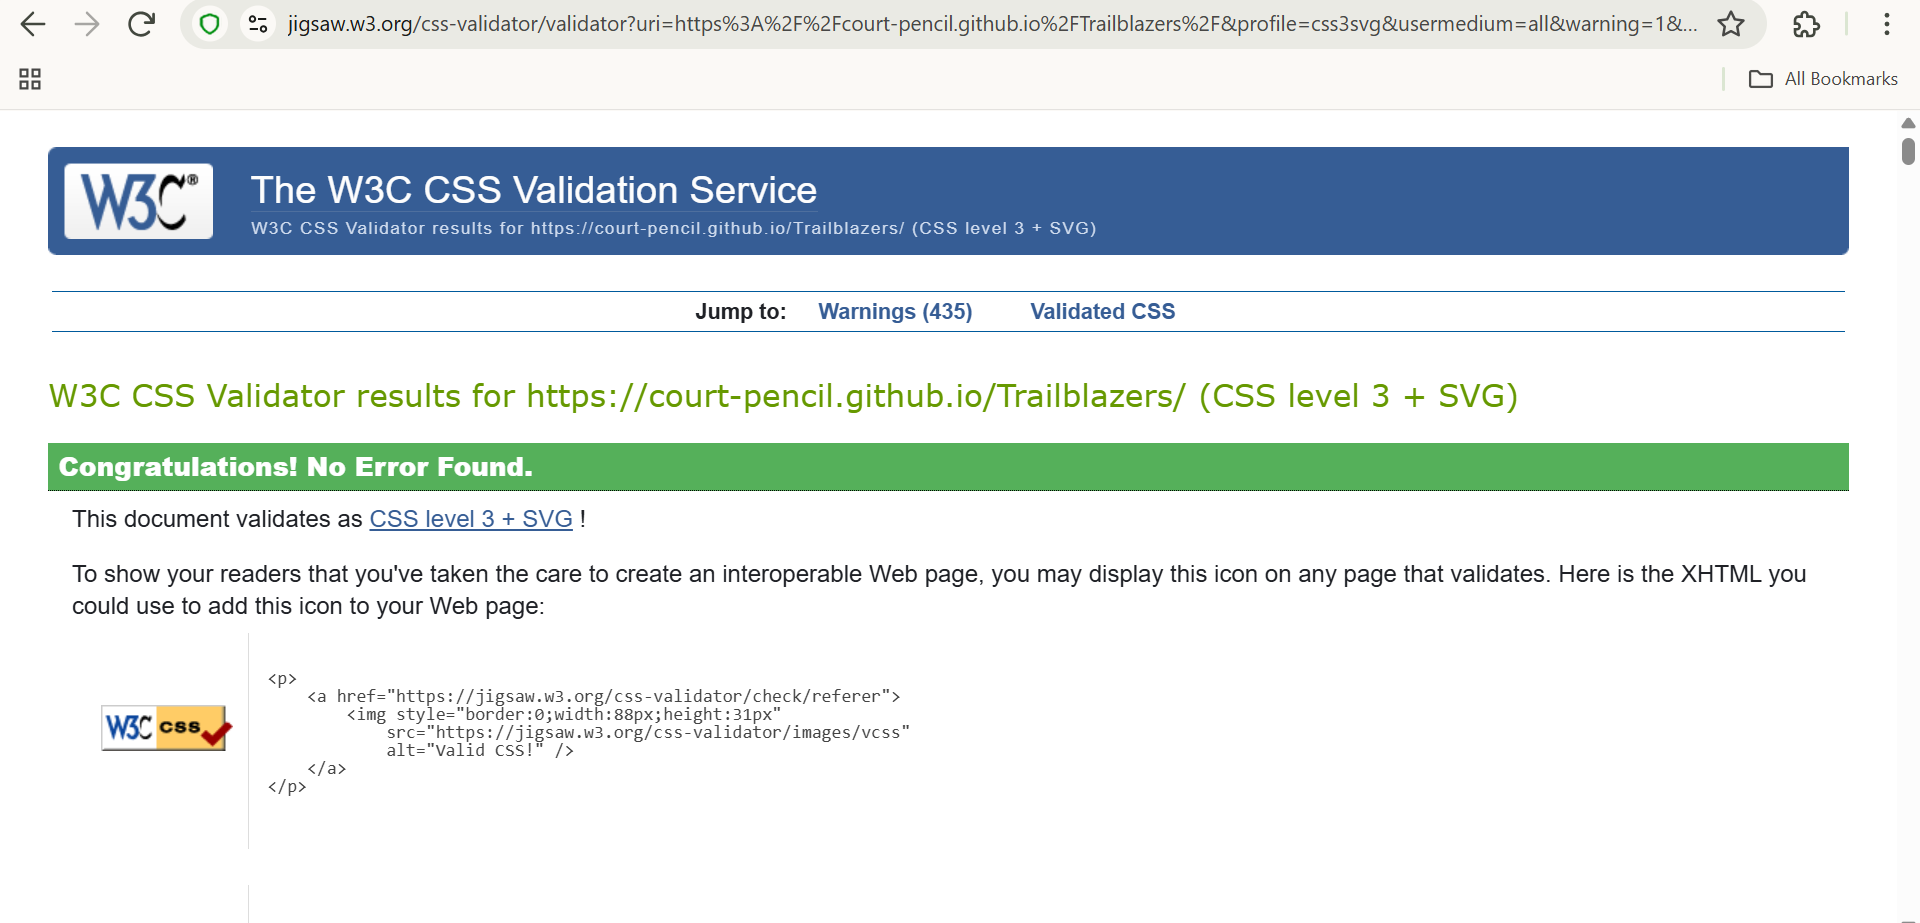 jigsaw.w3.org/css-validator/validator?uri=https%3A%2F%2Fcourt-pencil.github.io%2FTrailblazers%2F&profile=css3svg&usermedium=all&warning=1&...
All Bookmarks
W3C®
The W3C CSS Validation Service
W3C CSS Validator results for https://court-pencil.github.io/Trailblazers/ (CSS level 3 + SVG)
Jump to: Warnings (435) Validated CSS
W3C CSS Validator results for https://court-pencil.github.io/Trailblazers/ (CSS level 3 + SVG)
Congratulations! No Error Found.
This document validates as CSS level 3 + SVG !
To show your readers that you've taken the care to create an interoperable Web page, you may display this icon on any page that validates. Here is the XHTML you
could use to add this icon to your Web page:
W3C css
<p>
<a href="https://jigsaw.w3.org/css-validator/check/referer">
<img style="border:0;width:88px;height:31px"
src="https://jigsaw.w3.org/css-validator/images/vcss"
alt="Valid CSS!" />
</a>
</p>